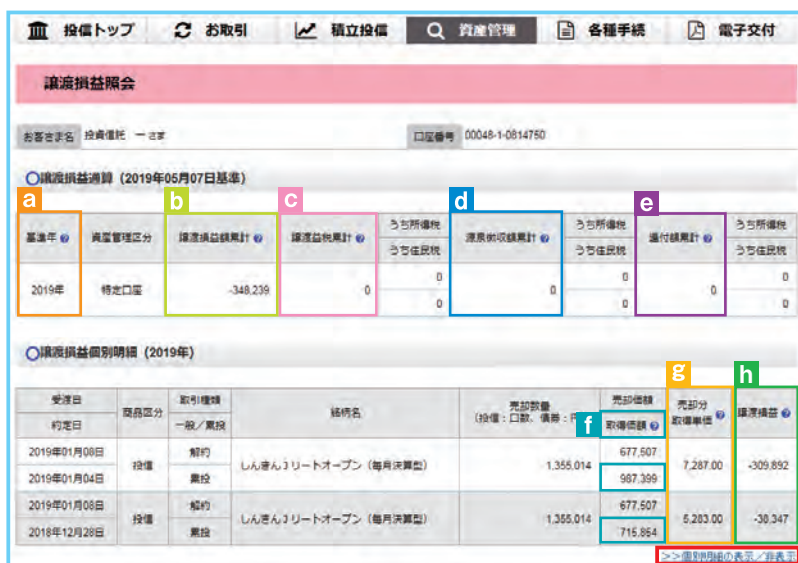 投信トップ お取引 積立投信 資産管理 各種手続 電子交付
譲渡損益照会
お客さま名 投資信託 一 さま 口座番号 00048-1-0814750
譲渡損益通算（2019年05月07日基準）
a b c d e
基準年 資産管理区分 譲渡損益額累計 譲渡益税累計 うち所得税 うち住民税 源泉徴収額累計 うち所得税 うち住民税 還付額累計 うち所得税 うち住民税
2019年 特定口座 -348,239 0 0 0 0 0 0 0 0 0
譲渡損益個別明細（2019年）
g h
受渡日 商品区分 取引種類 銘柄名 売却数量 売却価額 売却分 譲渡損益
約定日 一般／累投 （投信：口数、債券：円 f 取得価額 取得単価
2019年01月08日 投信 解約 しんきんJリートオープン（毎月決算型） 1,355,014 677,507 7,287.00 -309,892
2019年01月04日 累投 987,399
2019年01月08日 投信 解約 しんきんJリートオープン（毎月決算型） 1,355,014 677,507 5,283.00 -38,347
2018年12月28日 累投 715,854
>>個別明細の表示／非表示